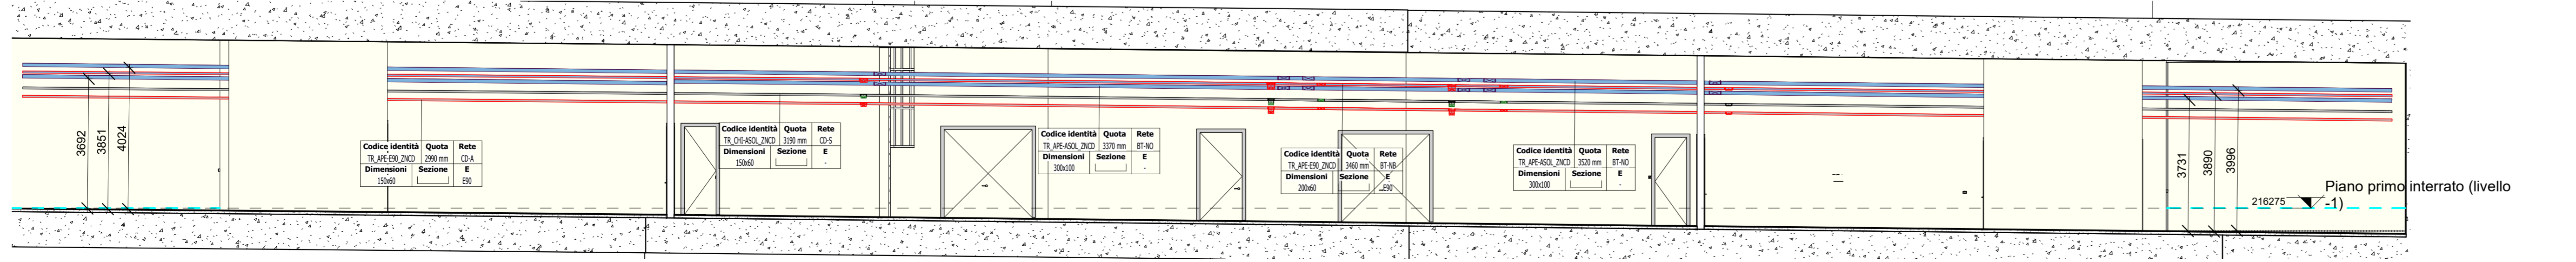 3692
3851
4024
Codice identità Quota Rete
TR_APE-E90_ZNCD 2990 mm CD-A
Dimensioni Sezione E
150x60 E90
Codice identità Quota Rete
TR_CHI-ASOL_ZNCD 3190 mm CD-S
Dimensioni Sezione E
150x60 -
Codice identità Quota Rete
TR_APE-ASOL_ZNCD 3370 mm BT-NO
Dimensioni Sezione E
300x100 -
Codice identità Quota Rete
TR_APE-E90_ZNCD 3460 mm BT-NB
Dimensioni Sezione E
200x60 E90
Codice identità Quota Rete
TR_APE-ASOL_ZNCD 3520 mm BT-NO
Dimensioni Sezione E
300x100 -
3731
3890
3996
216275
Piano primo interrato (livello
-1)